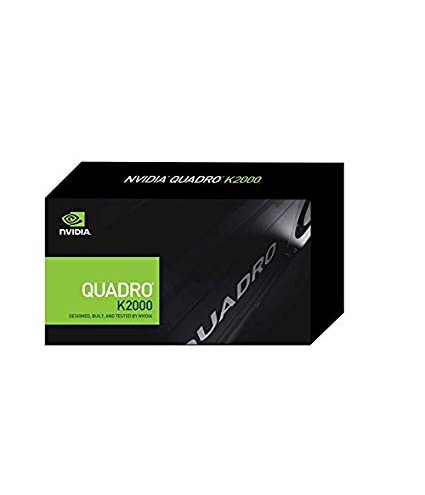 NVIDIA® QUADRO® K2000
NVIDIA.
QUADRO®
K2000
DESIGNED, BUILT, AND TESTED BY NVIDIA
QUADRO